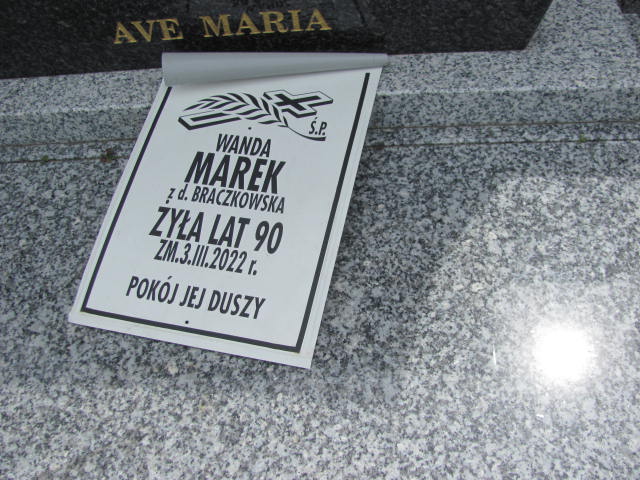 AVE MARIA
Ś.P.
WANDA
MAREK
z d. BRACZKOWSKA
ŻYŁA LAT 90
ZM.3.III.2022 r.
POKÓJ JEJ DUSZY